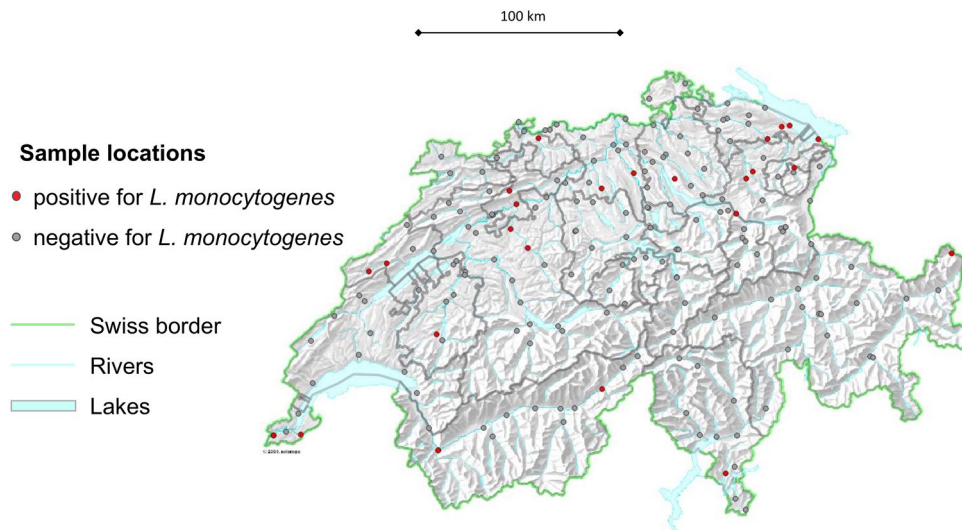 100 km
Sample locations
positive for L. monocytogenes
negative for L. monocytogenes
Swiss border
Rivers
Lakes